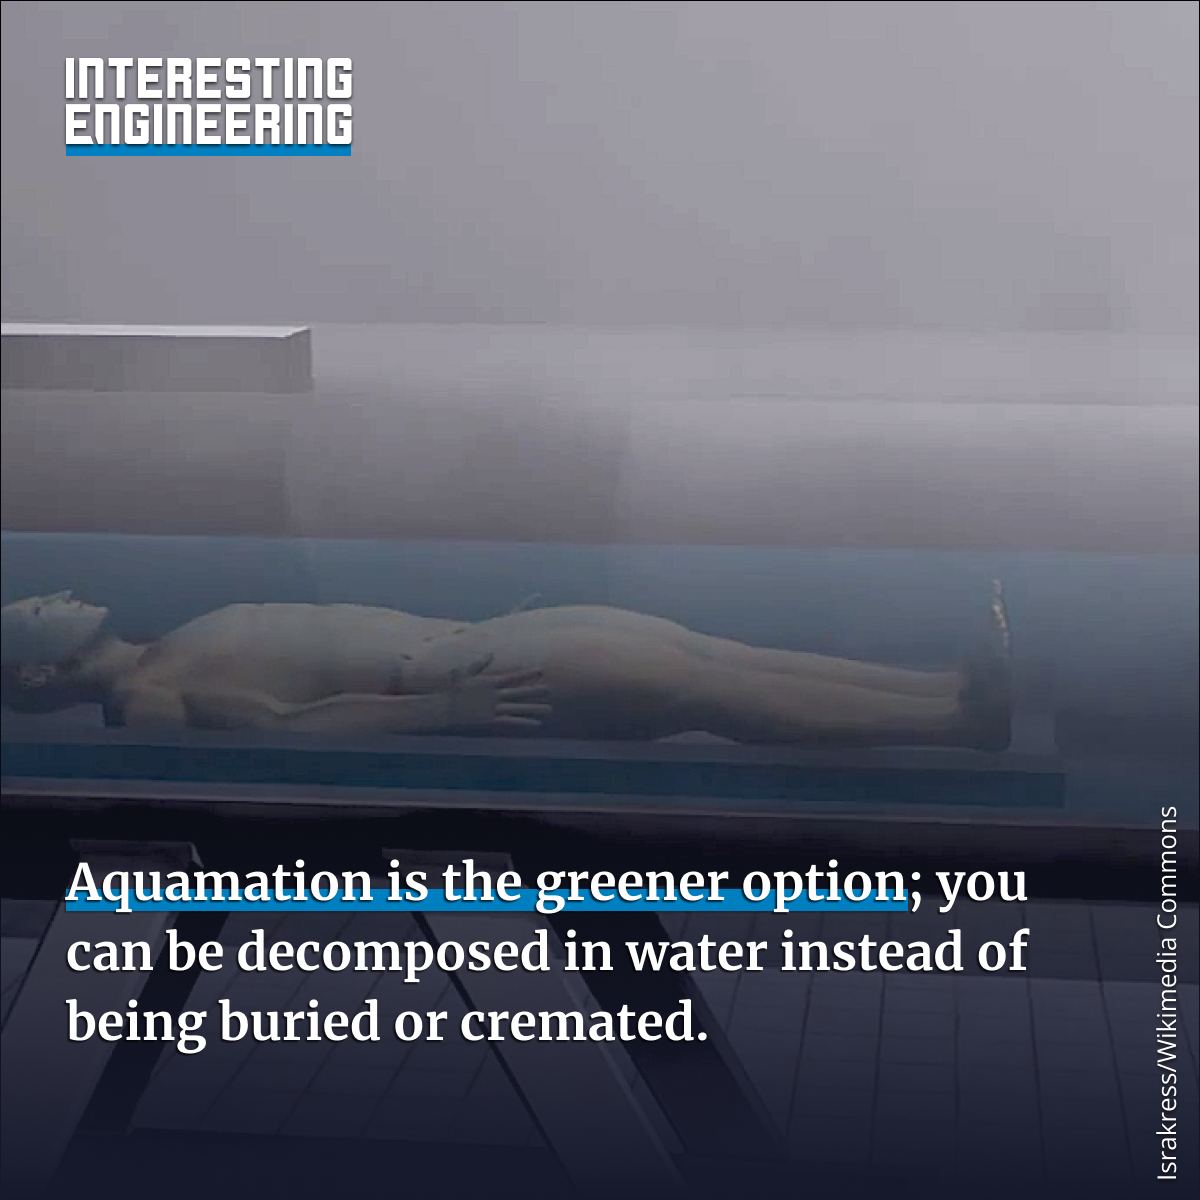 INTERESTING
ENGINEERING
Aquamation is the greener option; you
can be decomposed in water instead of
being buried or cremated.
Israkress/Wikimedia Commons